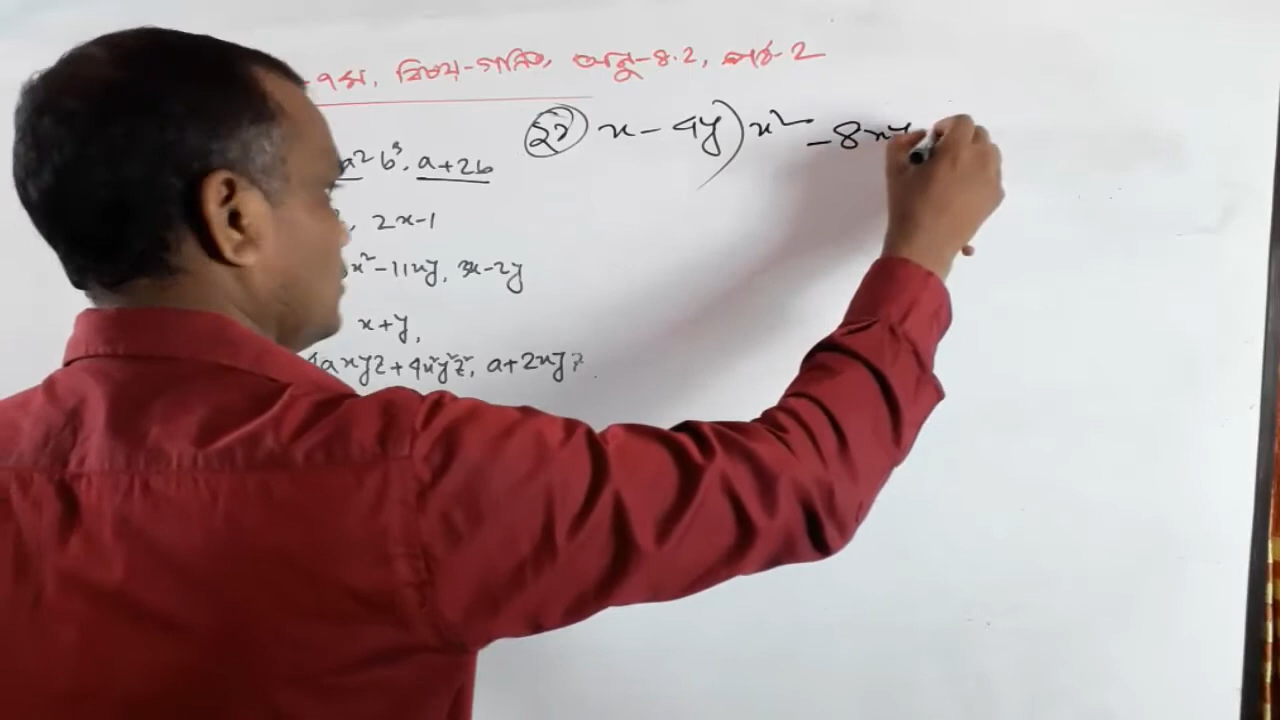 ৭ম, বিষয়-গণিত, অনু-৪.২, পার্ট-2
a²b³, a+2b
, 2x-1
x²-11xy, 3x-2y
x+y,
4axyz+4x²y²z², a+2xyz
x-4y)x²-8xy